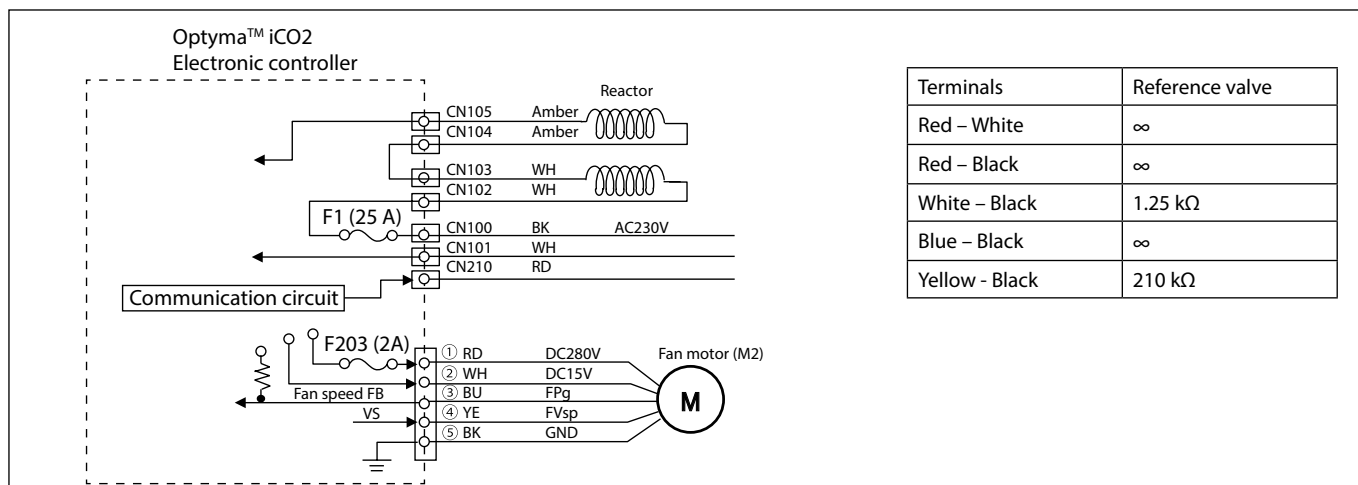 Optyma™ iCO2
Electronic controller
Reactor
CN105 Amber
CN104 Amber
CN103 WH
CN102 WH
F1 (25 A)
CN100 BK AC230V
CN101 WH
CN210 RD
Communication circuit
F203 (2A)
① RD DC280V
Fan motor (M2)
② WH DC15V
Fan speed FB
③ BU FPg
M
VS
④ YE FVsp
⑤ BK GND
Terminals Reference valve
Red – White ∞
Red – Black ∞
White – Black 1.25 kΩ
Blue – Black ∞
Yellow - Black 210 kΩ